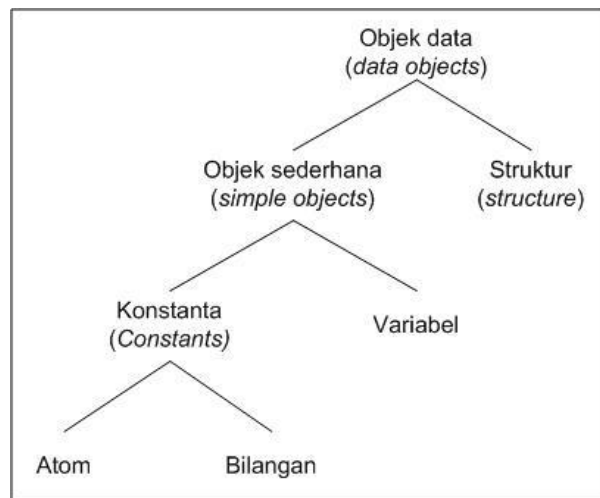 Objek data
(data objects)
Objek sederhana
(simple objects)
Struktur
(structure)
Konstanta
(Constants)
Variabel
Atom
Bilangan